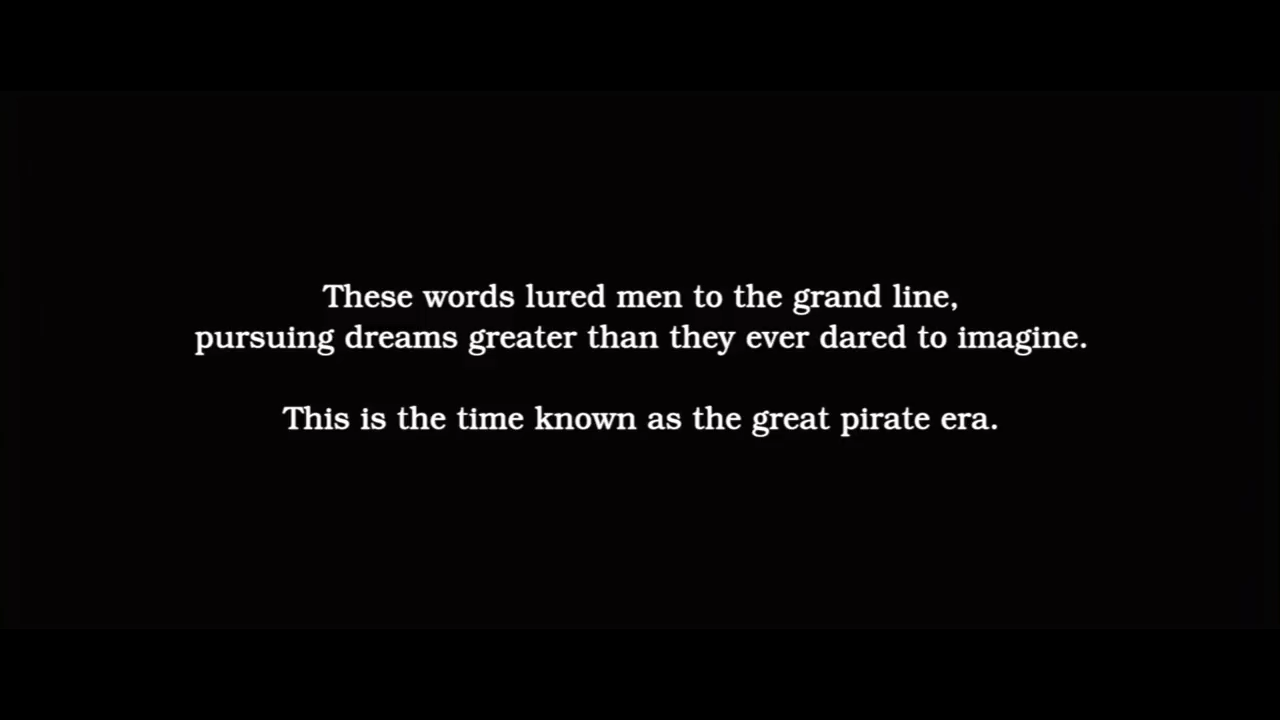 These words lured men to the grand line,
pursuing dreams greater than they ever dared to imagine.
This is the time known as the great pirate era.